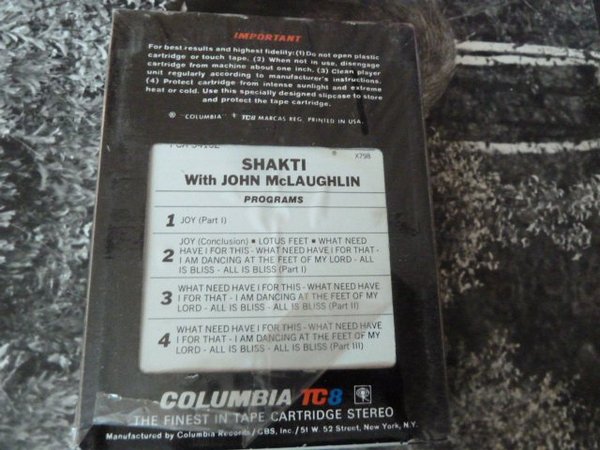 IMPORTANT
For best results and highest fidelity: (1) Do not open plastic
cartridge or touch tape. (2) When not in use, disengage
cartridge from machine about one inch. (3) Clean player
unit regularly according to manufacturer's instructions.
(4) Protect cartridge from intense sunlight and extreme
heat or cold. Use this specially designed slipcase to store
and protect the tape cartridge.
® "COLUMBIA" TC8 MARCAS REG. PRINTED IN USA.
X798
SHAKTI
With JOHN McLAUGHLIN
PROGRAMS
1 JOY (Part I)
JOY (Conclusion) ■ LOTUS FEET ■ WHAT NEED
2 HAVE I FOR THIS - WHAT NEED HAVE I FOR THAT -
I AM DANCING AT THE FEET OF MY LORD - ALL
IS BLISS - ALL IS BLISS (Part I)
WHAT NEED HAVE I FOR THIS - WHAT NEED HAVE
3 I FOR THAT - I AM DANCING AT THE FEET OF MY
LORD - ALL IS BLISS - ALL IS BLISS (Part II)
WHAT NEED HAVE I FOR THIS - WHAT NEED HAVE
4 I FOR THAT - I AM DANCING AT THE FEET OF MY
LORD - ALL IS BLISS - ALL IS BLISS (Part III)
COLUMBIA TC8
THE FINEST IN TAPE CARTRIDGE STEREO
Manufactured by Columbia Records/CBS, Inc./51 W. 52 Street, New York, N.Y.